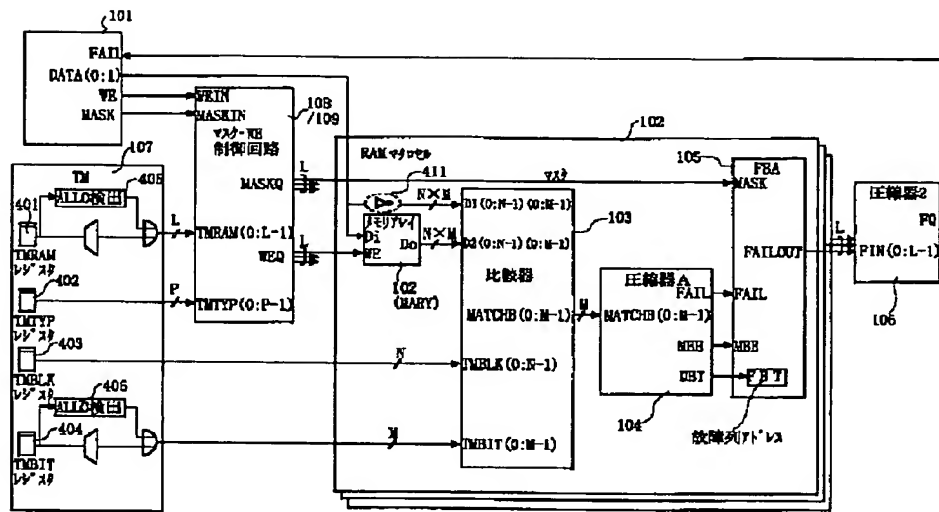 101
FAIL
DATA(0:1)
WE
MASK
107
TM
ALLO検出
405
401
TMRAM
レジスタ
402
TMTYP
レジスタ
403
TMBLK
レジスタ
ALLO検出
406
404
TMBIT
レジスタ
L
P
N
M
WEIN
MASKIN
108
/109
マスク・WE
制御回路
MASKQ
TMRAM(0:L-1)
WEQ
TMTYP(0:P-1)
L
L
102
RAMマクロセル
マスク
411
N×M
メモリアレイ
Di
Do
WE
N×M
102
(MARY)
103
D1(0:N-1)(0:M-1)
D2(0:N-1)(0:M-1)
比較器
MATCHB(0:M-1)
TMBLK(0:N-1)
TMBIT(0:M-1)
M
圧縮器A
FAIL
MATCHB(0:M-1)
MBE
DBT
104
105
FBA
MASK
FAILOUT
FAIL
MBE
FBT
故障列アドレス
L
圧縮器2
FQ
PIN(0:L-1)
106